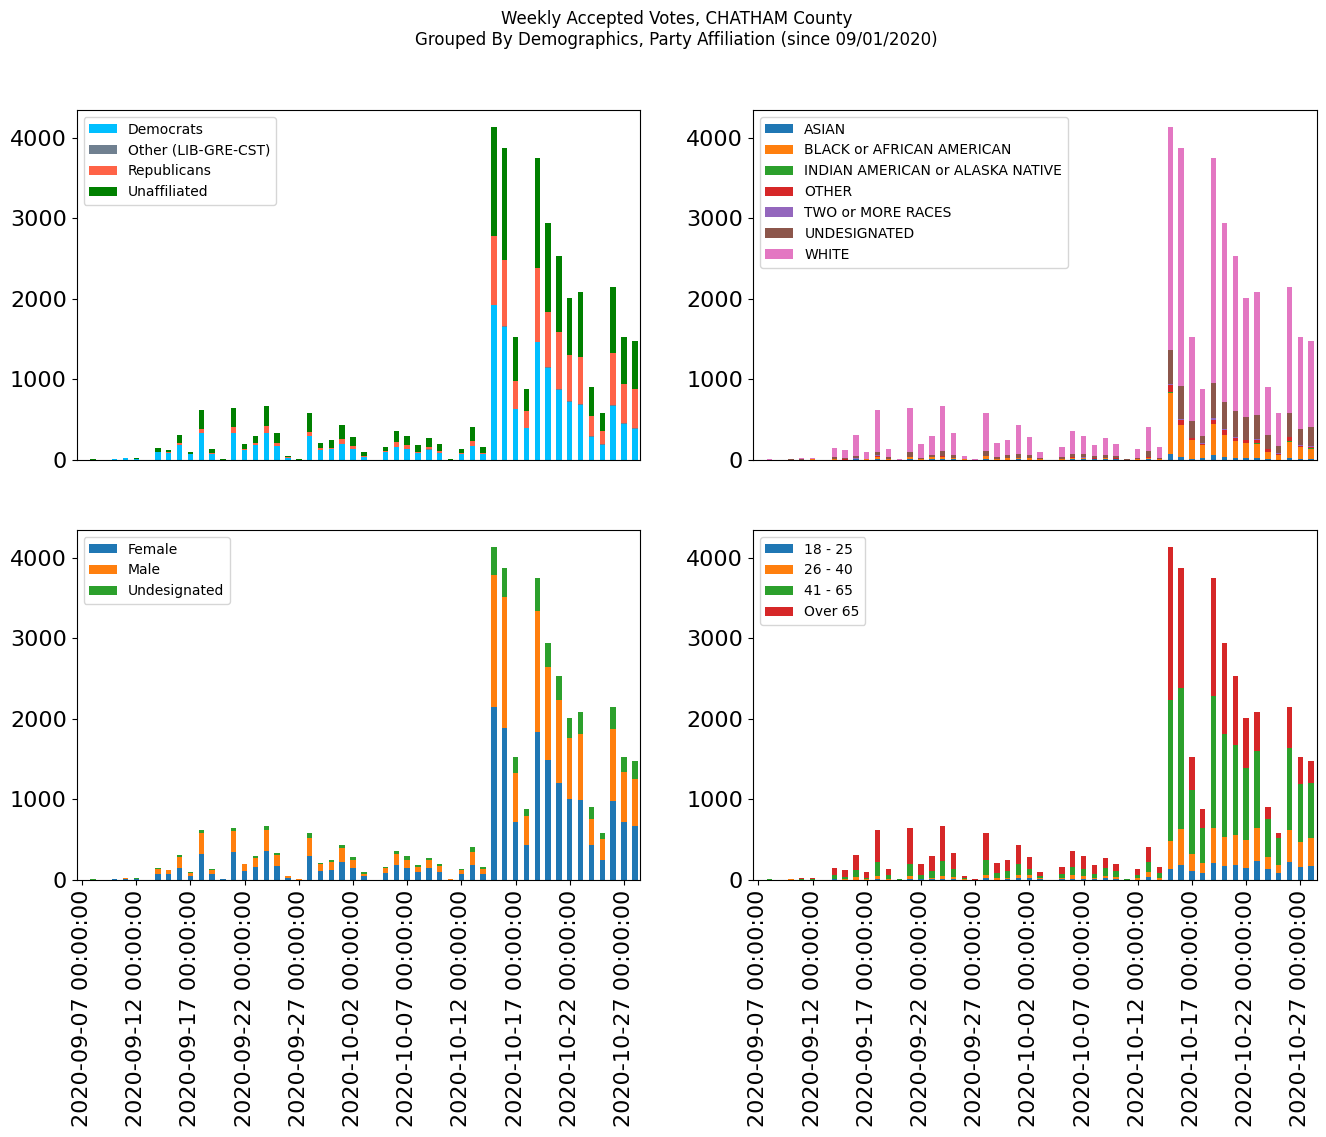 Weekly Accepted Votes, CHATHAM County
Grouped By Demographics, Party Affiliation (since 09/01/2020)
4000
3000
2000
1000
0
Democrats
Other (LIB-GRE-CST)
Republicans
Unaffiliated
4000
3000
2000
1000
0
ASIAN
BLACK or AFRICAN AMERICAN
INDIAN AMERICAN or ALASKA NATIVE
OTHER
TWO or MORE RACES
UNDESIGNATED
WHITE
4000
3000
2000
1000
0
Female
Male
Undesignated
2020-09-07 00:00:00
2020-09-12 00:00:00
2020-09-17 00:00:00
2020-09-22 00:00:00
2020-09-27 00:00:00
2020-10-02 00:00:00
2020-10-07 00:00:00
2020-10-12 00:00:00
2020-10-17 00:00:00
2020-10-22 00:00:00
2020-10-27 00:00:00
4000
3000
2000
1000
0
18 - 25
26 - 40
41 - 65
Over 65
2020-09-07 00:00:00
2020-09-12 00:00:00
2020-09-17 00:00:00
2020-09-22 00:00:00
2020-09-27 00:00:00
2020-10-02 00:00:00
2020-10-07 00:00:00
2020-10-12 00:00:00
2020-10-17 00:00:00
2020-10-22 00:00:00
2020-10-27 00:00:00